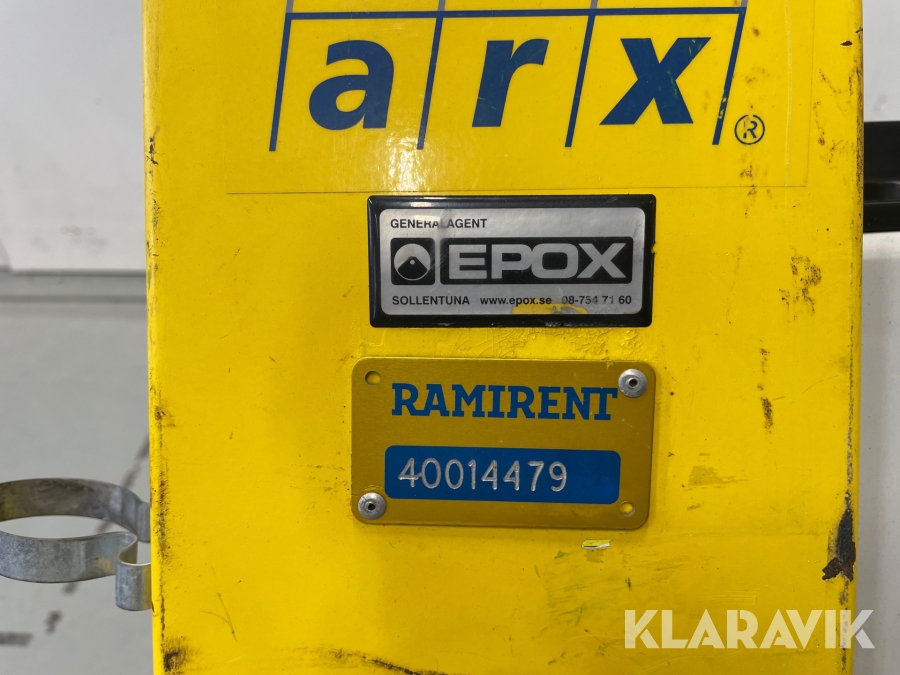 arx
®
GENERALAGENT
EPOX
SOLLENTUNA www.epox.se 08-754 71 60
RAMIRENT
40014479
KLARAVIK